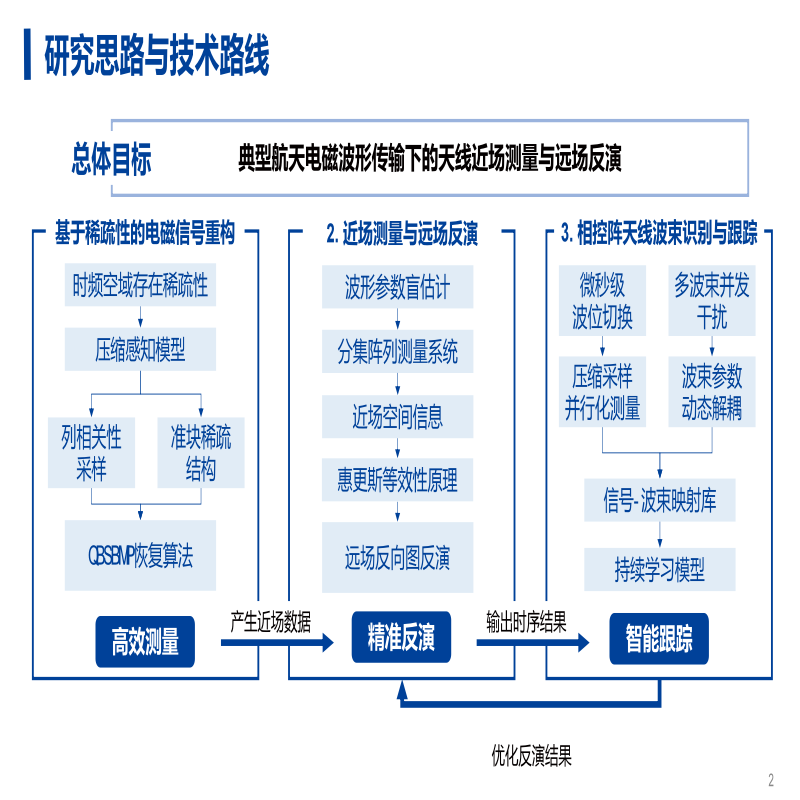 研究思路与技术路线
总体目标
典型航天电磁波形传输下的天线近场测量与远场反演
基于稀疏性的电磁信号重构
时频空域存在稀疏性
压缩感知模型
列相关性
采样
准块稀疏
结构
QBSBMP恢复算法
高效测量
产生近场数据
2. 近场测量与远场反演
波形参数盲估计
分集阵列测量系统
近场空间信息
惠更斯等效性原理
远场反向图反演
精准反演
输出时序结果
3. 相控阵天线波束识别与跟踪
微秒级
波位切换
多波束并发
干扰
压缩采样
并行化测量
波束参数
动态解耦
信号- 波束映射库
持续学习模型
智能跟踪
优化反演结果
2